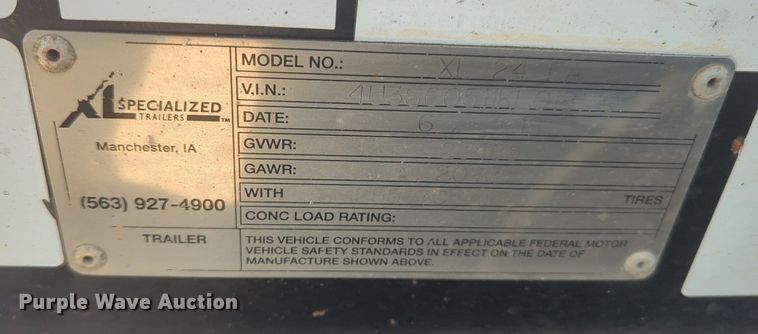 XL SPECIALIZED
TRAILERS ™
Manchester, IA
(563) 927-4900
TRAILER
MODEL NO.: XL
V.I.N.:
DATE: 6
GVWR:
GAWR:
WITH TIRES
CONC LOAD RATING:
THIS VEHICLE CONFORMS TO ALL APPLICABLE FEDERAL MOTOR
VEHICLE SAFETY STANDARDS IN EFFECT ON THE DATE OF
MANUFACTURE SHOWN ABOVE.
Purple Wave Auction